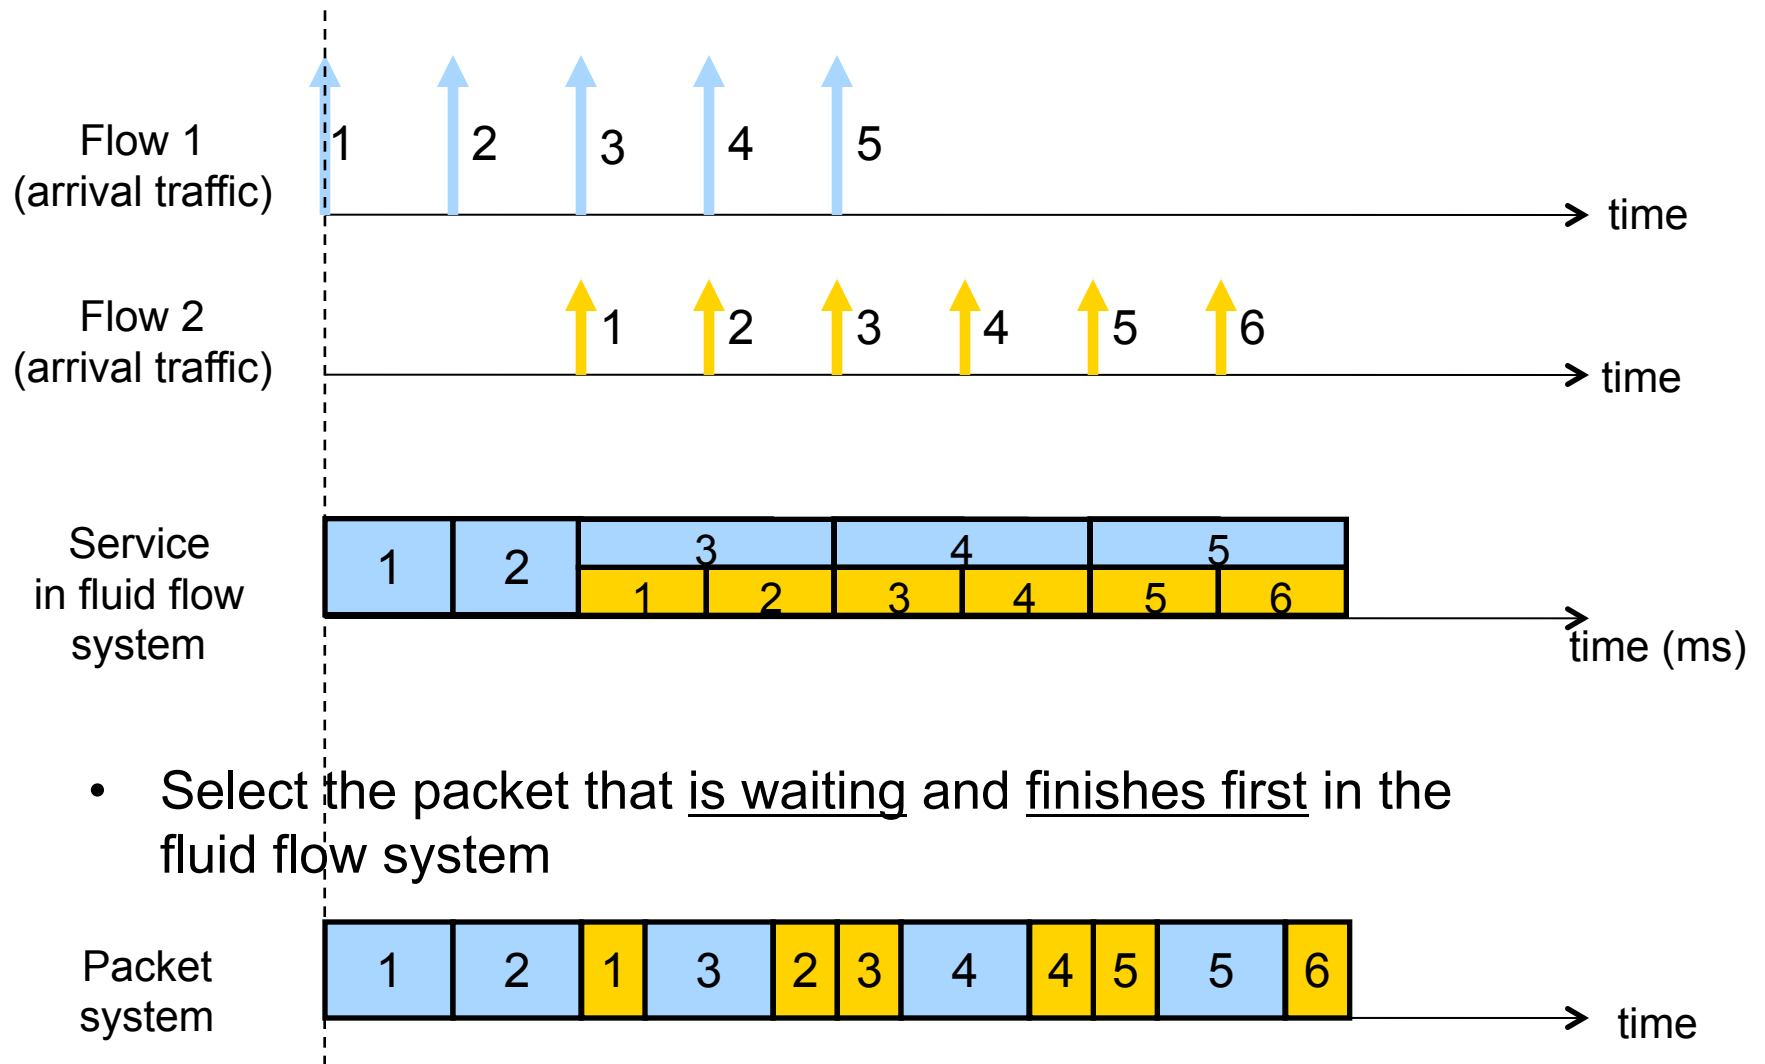 Flow 1
(arrival traffic)
1 2 3 4 5
time
Flow 2
(arrival traffic)
1 2 3 4 5 6
time
Service
in fluid flow
system
1 2 3 4 5
1 2 3 4 5 6
time (ms)
• Select the packet that is waiting and finishes first in the
fluid flow system
Packet
system
1 2 1 3 2 3 4 4 5 5 6
time